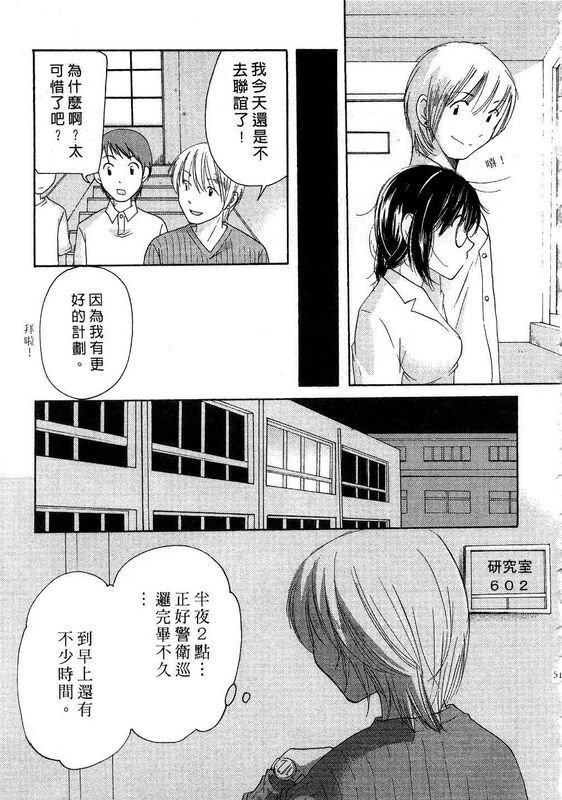 嘻！
我今天還是不
去聯誼了！
為什麼啊？太
可惜了吧？
因為我有更
好的計劃。
拜啦！
研究室
602
半夜2點…
正好警衛巡
邏完畢不久
…
到早上還有
不少時間。
51